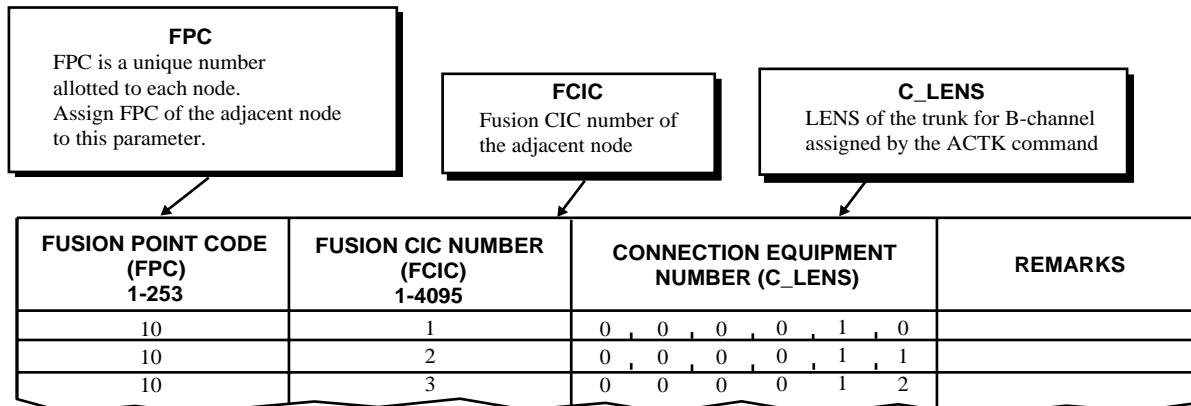 FPC
FPC is a unique number
allotted to each node.
Assign FPC of the adjacent node
to this parameter.
FCIC
Fusion CIC number of
the adjacent node
C_LENS
LENS of the trunk for B-channel
assigned by the ACTK command
FUSION POINT CODE
(FPC)
1-253
FUSION CIC NUMBER
(FCIC)
1-4095
CONNECTION EQUIPMENT
NUMBER (C_LENS)
REMARKS
10 1 0 0 0 0 1 0
10 2 0 0 0 0 1 1
10 3 0 0 0 0 1 2